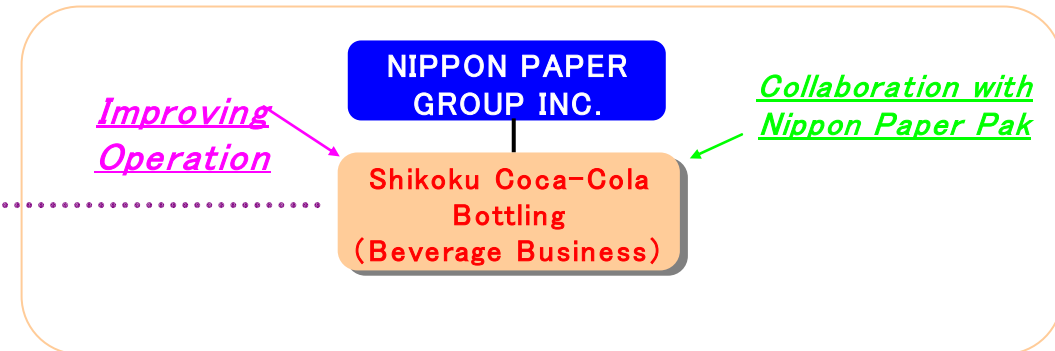 NIPPON PAPER
GROUP INC.
Improving
Operation
Collaboration with
Nippon Paper Pak
Shikoku Coca-Cola
Bottling
(Beverage Business)